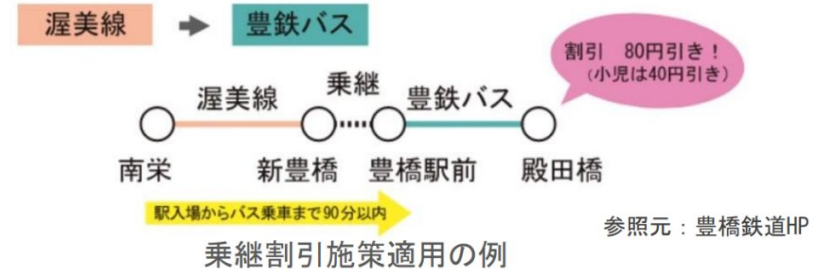 渥美線 ➡ 豊鉄バス
割引 80円引き！
（小児は40円引き）
渥美線 乗継 豊鉄バス
南栄 新豊橋 豊橋駅前 殿田橋
駅入場からバス乗車まで90分以内
参照元：豊橋鉄道HP
乗継割引施策適用の例